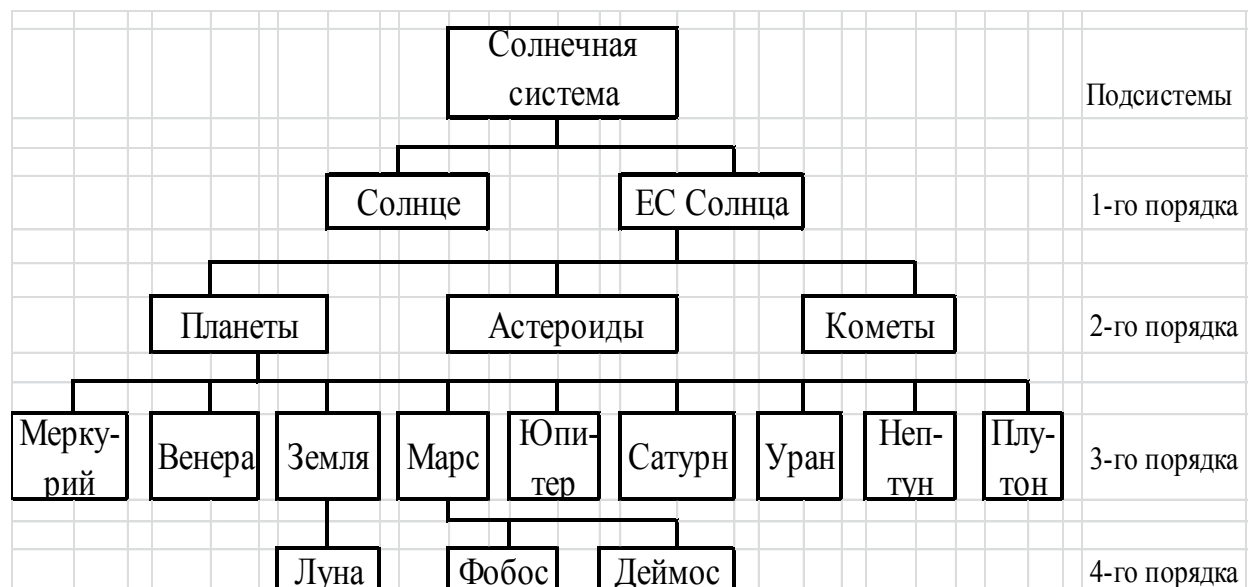 Солнечная
система
Подсистемы
Солнце
ЕС Солнца
1-го порядка
Планеты
Астероиды
Кометы
2-го порядка
Мерку-
рий
Венера
Земля
Марс
Юпи-
тер
Сатурн
Уран
Неп-
тун
Плу-
тон
3-го порядка
Луна
Фобос
Деймос
4-го порядка